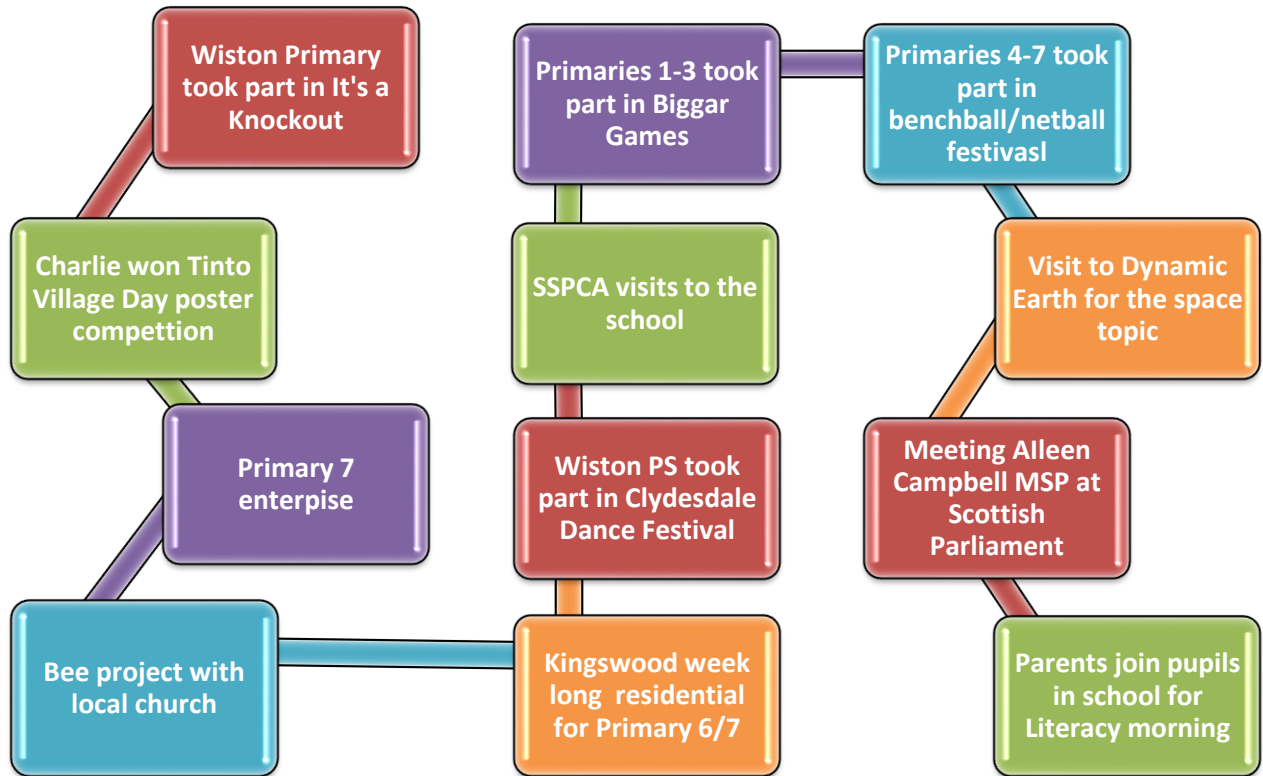 Wiston Primary
took part in It's a
Knockout
Charlie won Tinto
Village Day poster
compettion
Primary 7
enterpise
Bee project with
local church
Kingswood week
long residential
for Primary 6/7
Wiston PS took
part in Clydesdale
Dance Festival
SSPCA visits to the
school
Primaries 1-3 took
part in Biggar
Games
Primaries 4-7 took
part in
benchball/netball
festivasl
Visit to Dynamic
Earth for the space
topic
Meeting AIleen
Campbell MSP at
Scottish
Parliament
Parents join pupils
in school for
Literacy morning